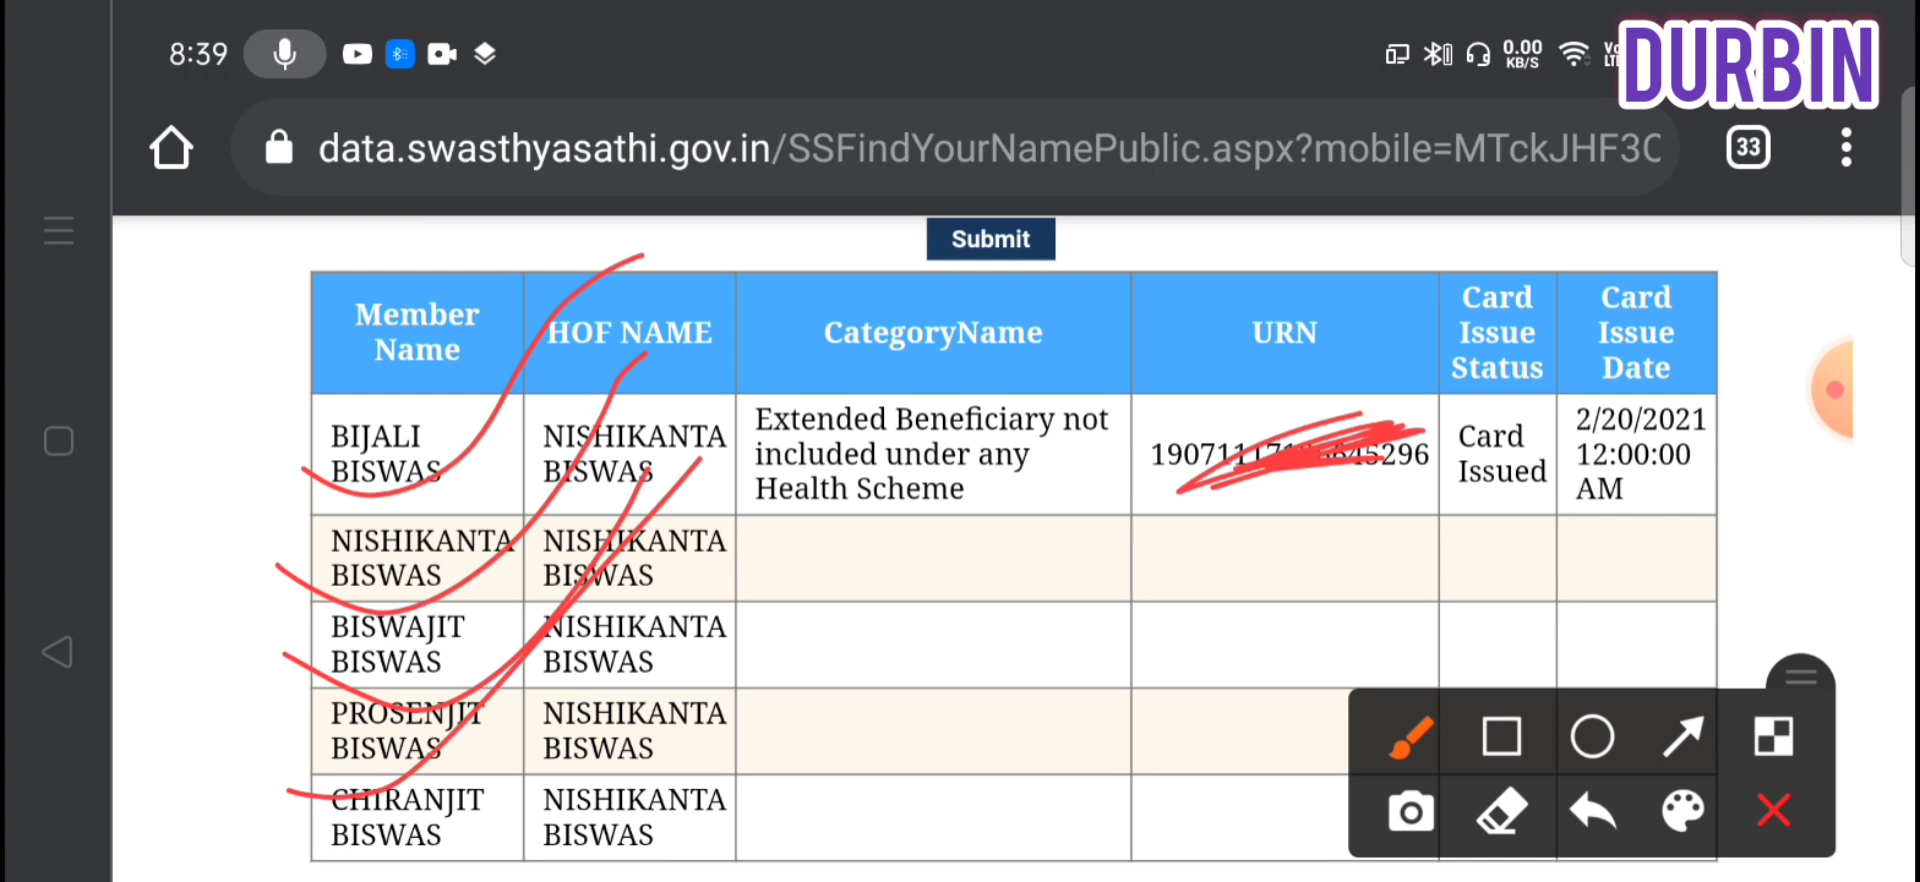 8:39
0.00
KB/S
DURBIN
data.swasthyasathi.gov.in/SSFindYourNamePublic.aspx?mobile=MTckJHF3C
33
Submit
Member Name
HOF NAME
CategoryName
URN
Card Issue Status
Card Issue Date
BIJALI BISWAS
NISHIKANTA BISWAS
Extended Beneficiary not included under any Health Scheme
Card Issued
2/20/2021 12:00:00 AM
NISHIKANTA BISWAS
NISHIKANTA BISWAS
BISWAJIT BISWAS
NISHIKANTA BISWAS
PROSENJIT BISWAS
NISHIKANTA BISWAS
CHIRANJIT BISWAS
NISHIKANTA BISWAS